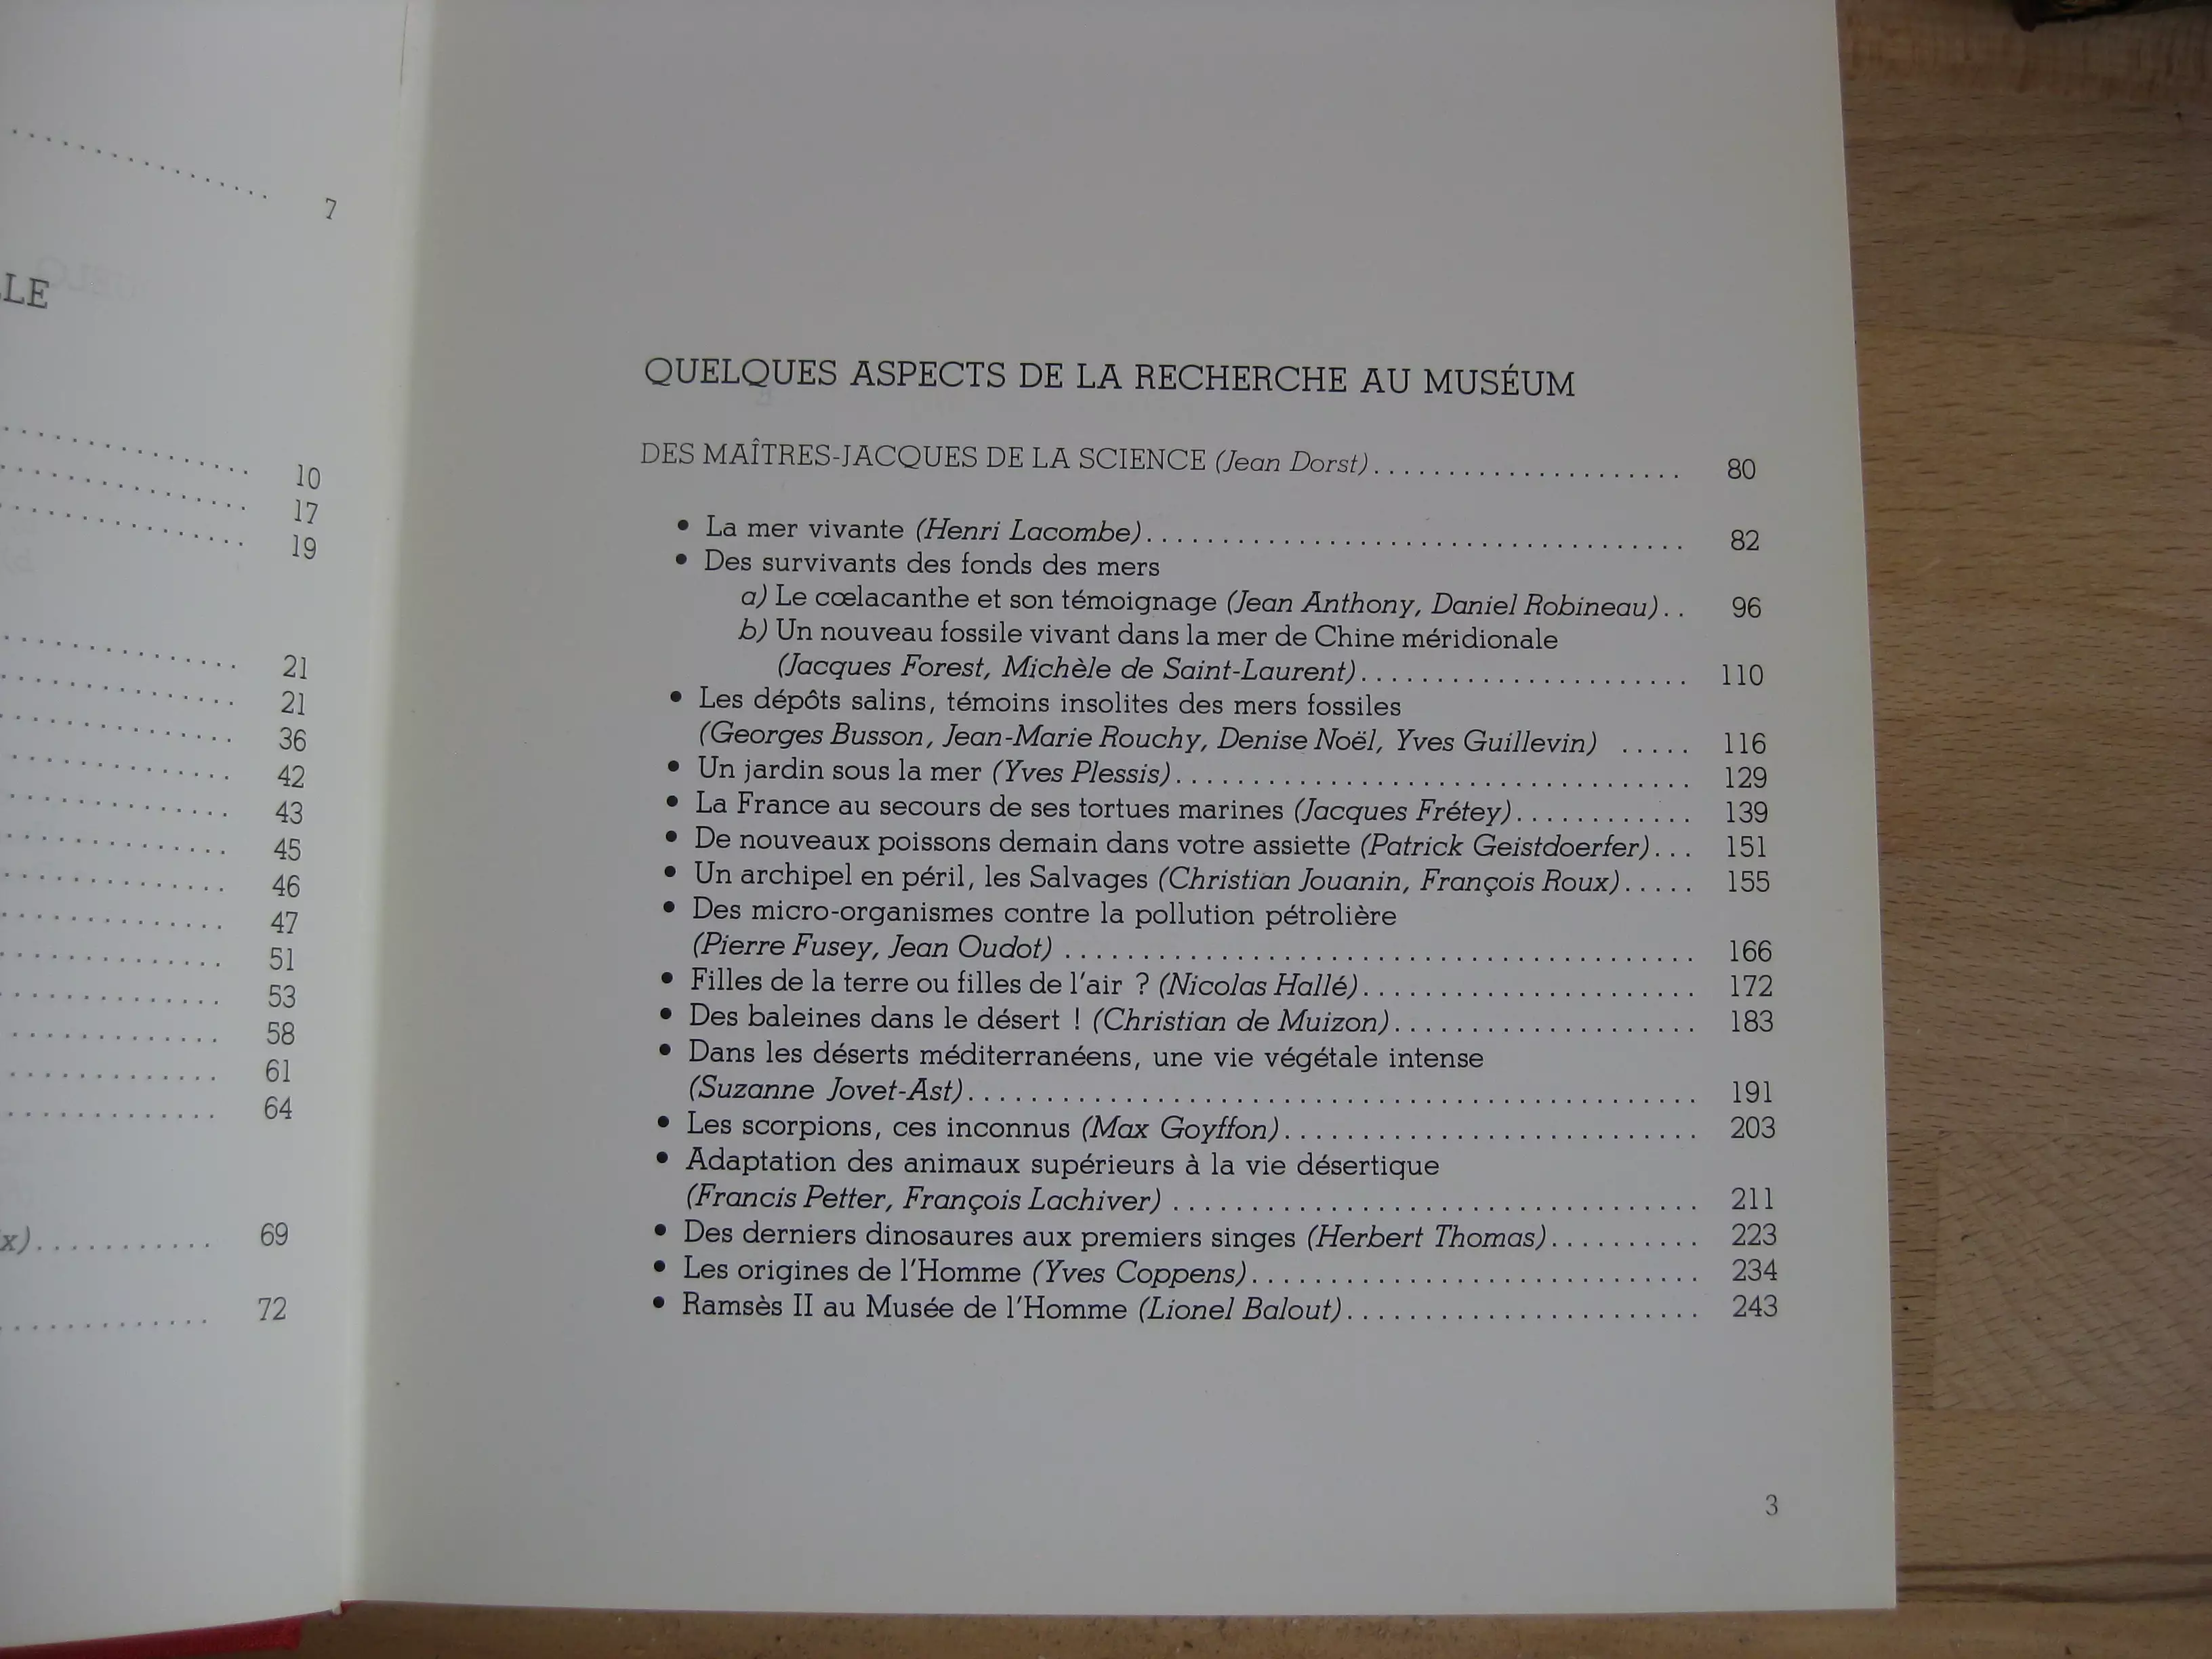 7
LE
10
17
19
21
21
36
42
43
45
46
47
51
53
58
61
64
x)........... 69
72
QUELQUES ASPECTS DE LA RECHERCHE AU MUSÉUM
DES MAÎTRES-JACQUES DE LA SCIENCE (Jean Dorst)..................... 80
• La mer vivante (Henri Lacombe).................................... 82
• Des survivants des fonds des mers
a) Le cœlacanthe et son témoignage (Jean Anthony, Daniel Robineau).. 96
b) Un nouveau fossile vivant dans la mer de Chine méridionale
(Jacques Forest, Michèle de Saint-Laurent)...................... 110
• Les dépôts salins, témoins insolites des mers fossiles
(Georges Busson, Jean-Marie Rouchy, Denise Noël, Yves Guillevin) ..... 116
• Un jardin sous la mer (Yves Plessis).................................. 129
• La France au secours de ses tortues marines (Jacques Frétey)............ 139
• De nouveaux poissons demain dans votre assiette (Patrick Geistdoerfer)... 151
• Un archipel en péril, les Salvages (Christian Jouanin, François Roux)..... 155
• Des micro-organismes contre la pollution pétrolière
(Pierre Fusey, Jean Oudot) ......................................... 166
• Filles de la terre ou filles de l'air ? (Nicolas Hallé)...................... 172
• Des baleines dans le désert ! (Christian de Muizon).................... 183
• Dans les déserts méditerranéens, une vie végétale intense
(Suzanne Jovet-Ast)................................................ 191
• Les scorpions, ces inconnus (Max Goyffon)........................... 203
• Adaptation des animaux supérieurs à la vie désertique
(Francis Petter, François Lachiver) .................................. 211
• Des derniers dinosaures aux premiers singes (Herbert Thomas).......... 223
• Les origines de l'Homme (Yves Coppens)............................. 234
• Ramsès II au Musée de l'Homme (Lionel Balout)....................... 243
3